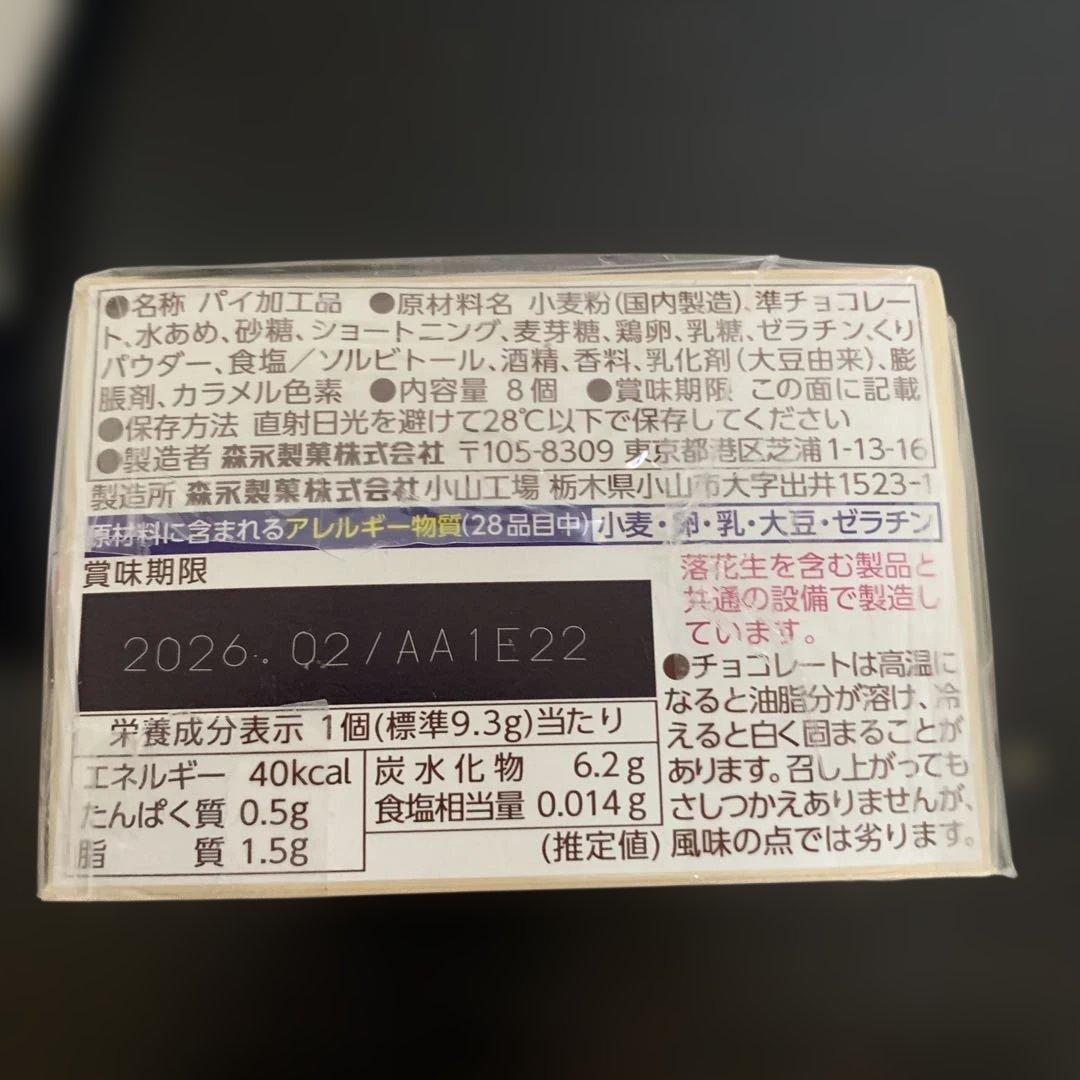 ●名称 パイ加工品 ●原材料名 小麦粉(国内製造)、準チョコレー
ト、水あめ、砂糖、ショートニング、麦芽糖、鶏卵、乳糖、ゼラチン、くり
パウダー、食塩／ソルビトール、酒精、香料、乳化剤(大豆由来)、膨
脹剤、カラメル色素 ●内容量 8個 ●賞味期限 この面に記載
●保存方法 直射日光を避けて28℃以下で保存してください
●製造者 森永製菓株式会社 〒105-8309 東京都港区芝浦1-13-16
製造所 森永製菓株式会社 小山工場 栃木県小山市大字出井1523-1
原材料に含まれるアレルギー物質(28品目中) 小麦・卵・乳・大豆・ゼラチン
賞味期限
2026.02/AA1E22
栄養成分表示 1個(標準9.3g)当たり
エネルギー 40kcal
たんぱく質 0.5g
脂質 1.5g
炭水化物 6.2g
食塩相当量 0.014g
(推定値)
落花生を含む製品と
共通の設備で製造し
ています。
●チョコレートは高温に
なると油脂分が溶け、冷
えると白く固まることが
あります。召し上がっても
さしつかえありませんが、
風味の点では劣ります。